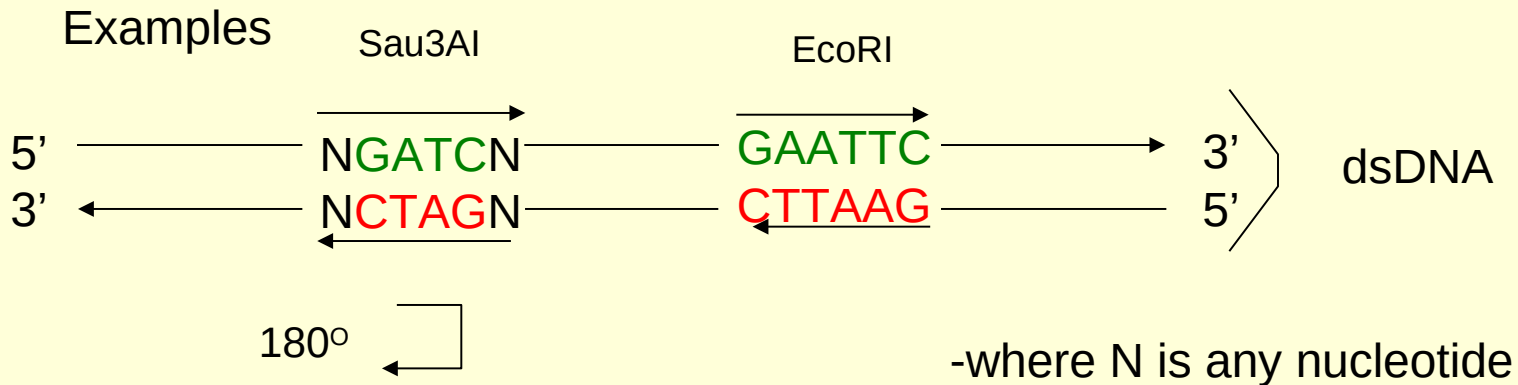 Examples
Sau3AI
EcoRI
5’ NGATCN GAATTC 3’
3’ NCTAGN CTTAAG 5’
dsDNA
180O
-where N is any nucleotide